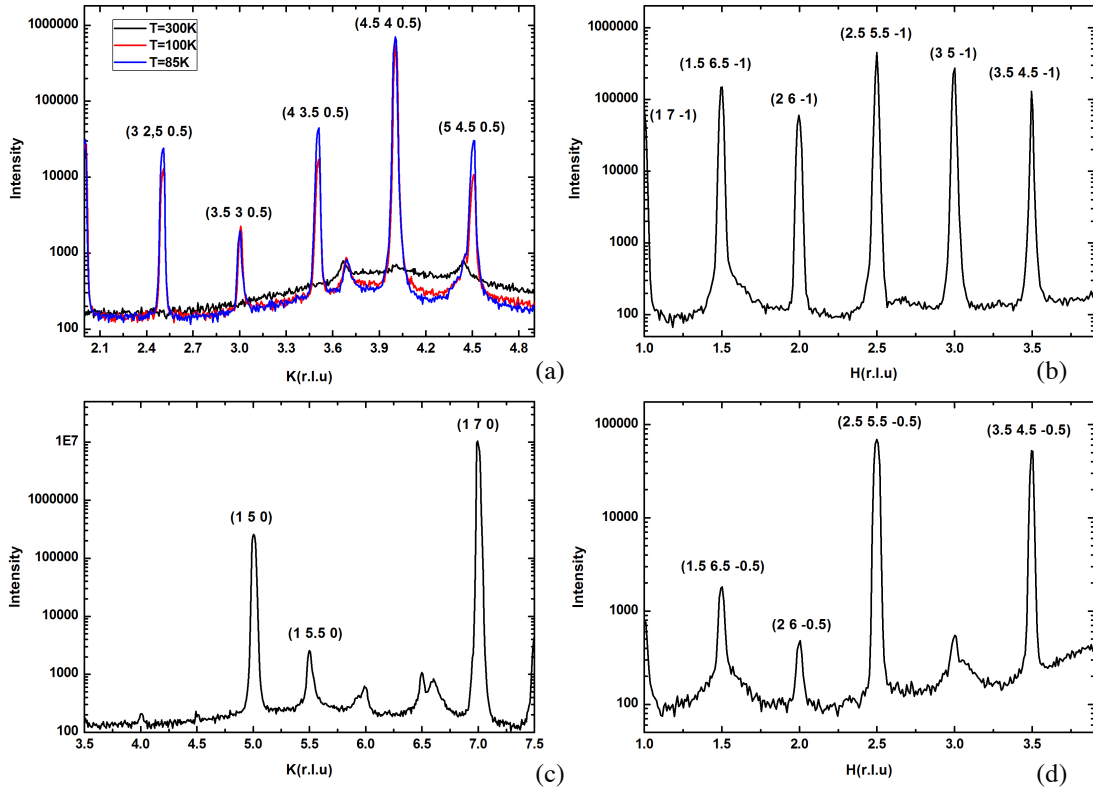 T=300K
T=100K
T=85K
(3 2,5 0.5)
(3.5 3 0.5)
(4 3.5 0.5)
(4.5 4 0.5)
(5 4.5 0.5)
1000000
100000
10000
1000
100
Intensity
2.1 2.4 2.7 3.0 3.3 3.6 3.9 4.2 4.5 4.8
K(r.l.u)
(a)
(1 7 -1)
(1.5 6.5 -1)
(2 6 -1)
(2.5 5.5 -1)
(3 5 -1)
(3.5 4.5 -1)
1000000
100000
10000
1000
100
Intensity
1.0 1.5 2.0 2.5 3.0 3.5
H(r.l.u)
(b)
(1 5 0)
(1 5.5 0)
(1 7 0)
1E7
1000000
100000
10000
1000
100
Intensity
3.5 4.0 4.5 5.0 5.5 6.0 6.5 7.0 7.5
K(r.l.u)
(c)
(1.5 6.5 -0.5)
(2 6 -0.5)
(2.5 5.5 -0.5)
(3.5 4.5 -0.5)
100000
10000
1000
100
Intensity
1.0 1.5 2.0 2.5 3.0 3.5
H(r.l.u)
(d)